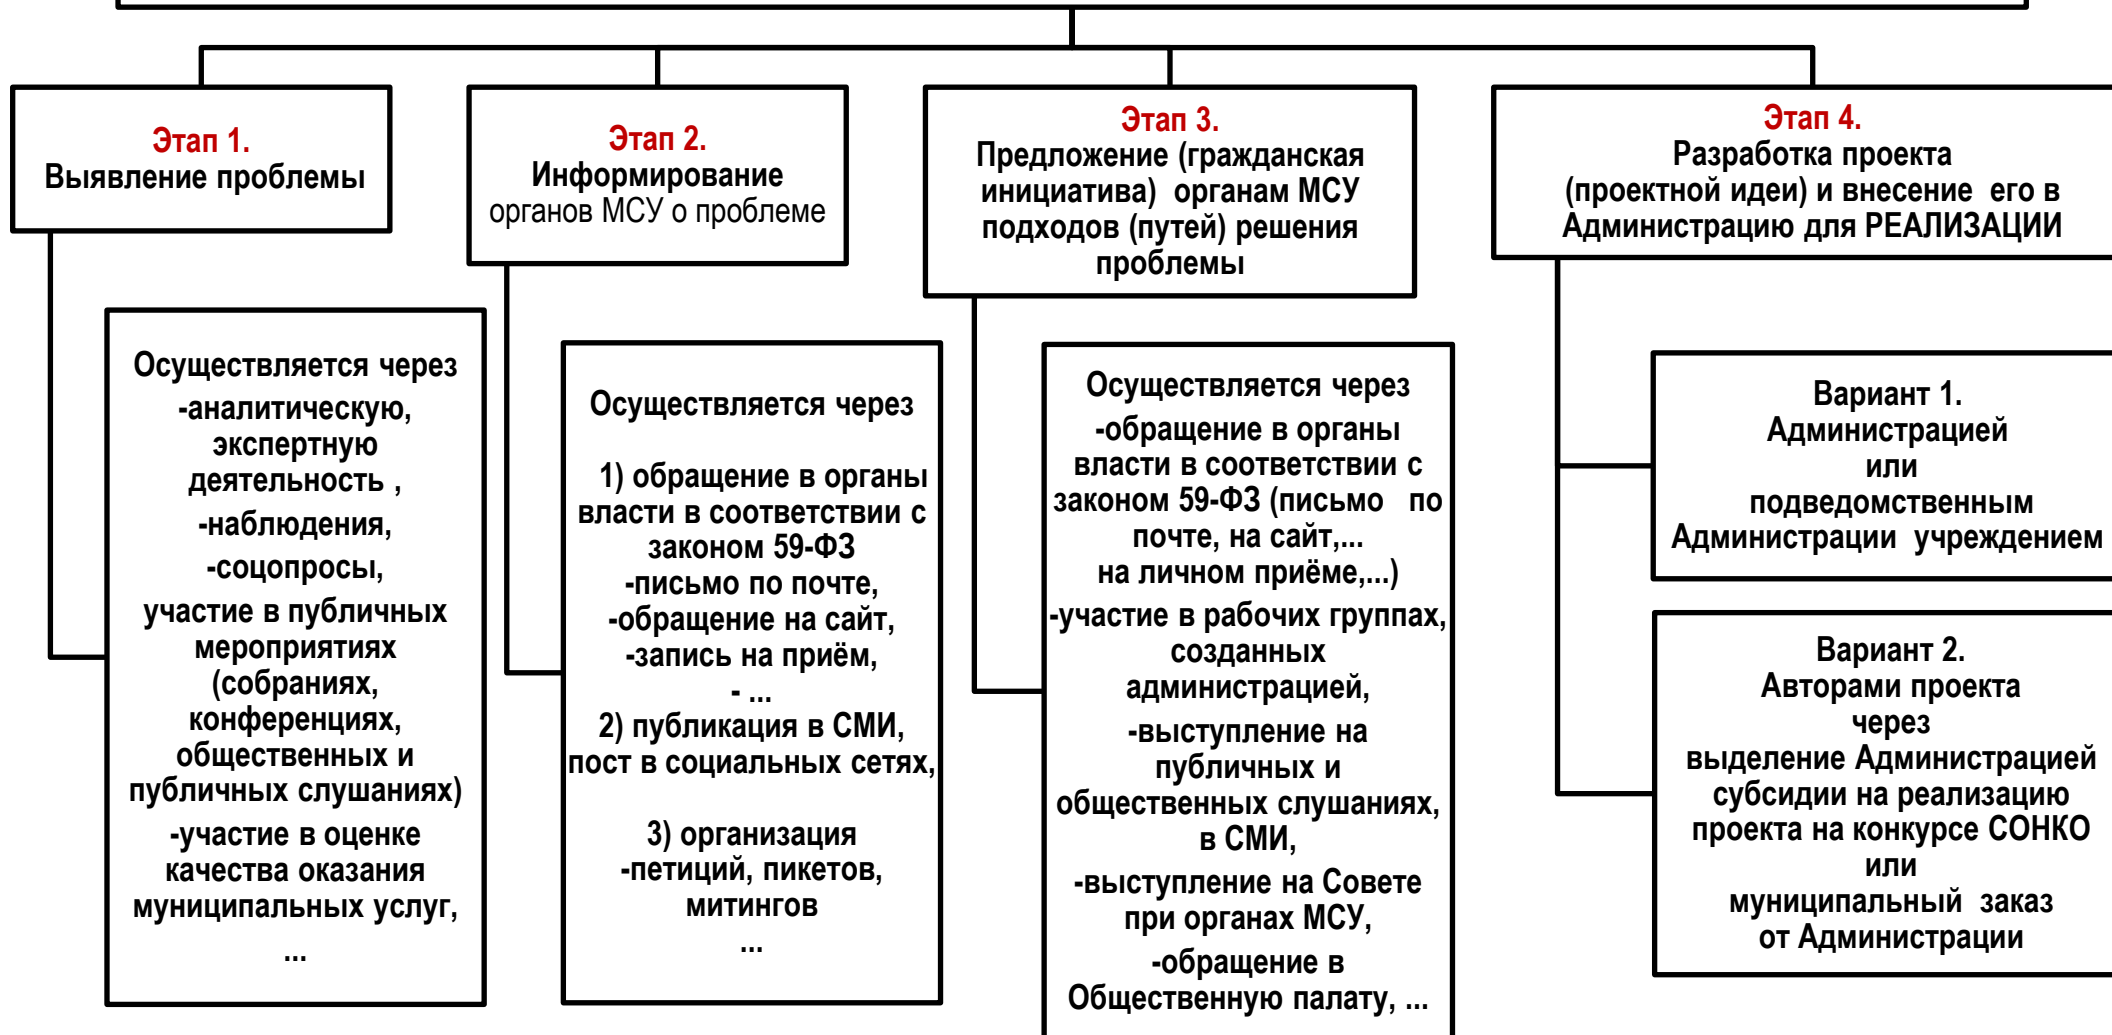 Этап 1.
Выявление проблемы
Осуществляется через
-аналитическую,
экспертную
деятельность ,
-наблюдения,
-соцопросы,
участие в публичных
мероприятиях
(собраниях,
конференциях,
общественных и
публичных слушаниях)
-участие в оценке
качества оказания
муниципальных услуг,
...
Этап 2.
Информирование
органов МСУ о проблеме
Осуществляется через
1) обращение в органы
власти в соответствии с
законом 59-ФЗ
-письмо по почте,
-обращение на сайт,
-запись на приём,
- ...
2) публикация в СМИ,
пост в социальных сетях,
3) организация
-петиций, пикетов,
митингов
...
Этап 3.
Предложение (гражданская
инициатива) органам МСУ
подходов (путей) решения
проблемы
Осуществляется через
-обращение в органы
власти в соответствии с
законом 59-ФЗ (письмо по
почте, на сайт,...
на личном приёме,...)
-участие в рабочих группах,
созданных
администрацией,
-выступление на
публичных и
общественных слушаниях,
в СМИ,
-выступление на Совете
при органах МСУ,
-обращение в
Общественную палату, ...
Этап 4.
Разработка проекта
(проектной идеи) и внесение его в
Администрацию для РЕАЛИЗАЦИИ
Вариант 1.
Администрацией
или
подведомственным
Администрации учреждением
Вариант 2.
Авторами проекта
через
выделение Администрацией
субсидии на реализацию
проекта на конкурсе СОНКО
или
муниципальный заказ
от Администрации